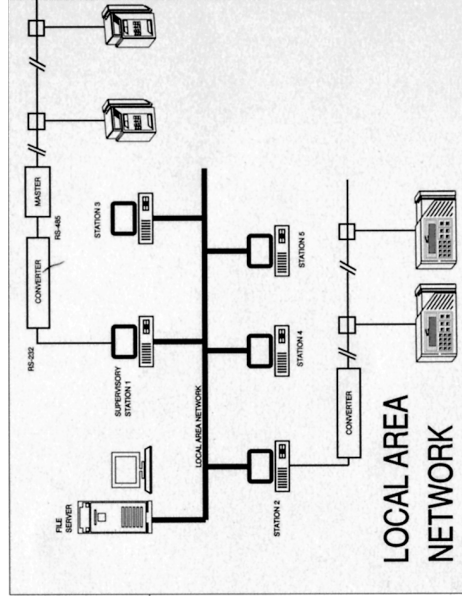 RS-232
CONVERTER
RS-485
MASTER
SUPERVISORY
STATION 1
STATION 3
FILE
SERVER
LOCAL AREA NETWORK
STATION 2
STATION 4
STATION 5
CONVERTER
LOCAL AREA
NETWORK